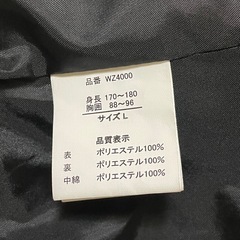 品番 WZ4000
身長 170～180
胸囲 88～96
サイズ L
品質表示
表 ポリエステル100%
裏 ポリエステル100%
中綿 ポリエステル100%